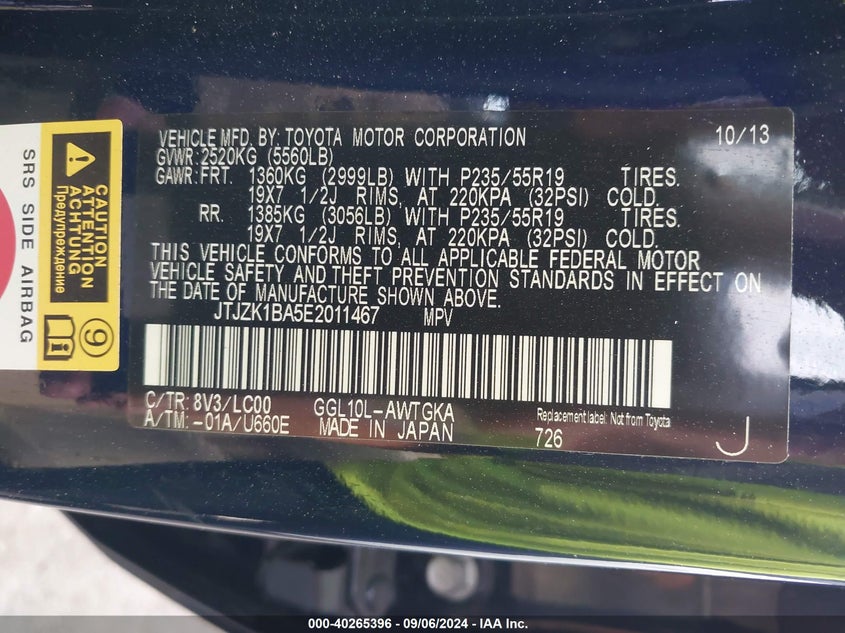 VEHICLE MFD. BY: TOYOTA MOTOR CORPORATION 10/13
GVWR: 2520KG (5560LB)
GAWR: FRT. 1360KG (2999LB) WITH P235/55R19 TIRES.
19X7 1/2J RIMS, AT 220KPA (32PSI) COLD.
RR. 1385KG (3056LB) WITH P235/55R19 TIRES.
19X7 1/2J RIMS, AT 220KPA (32PSI) COLD.
THIS VEHICLE CONFORMS TO ALL APPLICABLE FEDERAL MOTOR
VEHICLE SAFETY AND THEFT PREVENTION STANDARDS IN EFFECT ON
THE DATE OF MANUFACTURE SHOWN ABOVE.
JTJZK1BA5E2011467 MPV
C/TR: 8V3/LC00 GGL10L-AWTGKA Replacement label: Not from Toyota
A/TM: -01A/U660E MADE IN JAPAN 726 J
CAUTION
ATTENTION
ACHTUNG
Предупреждение
9
SRS SIDE AIRBAG
000-40265396 - 09/06/2024 - IAA Inc.